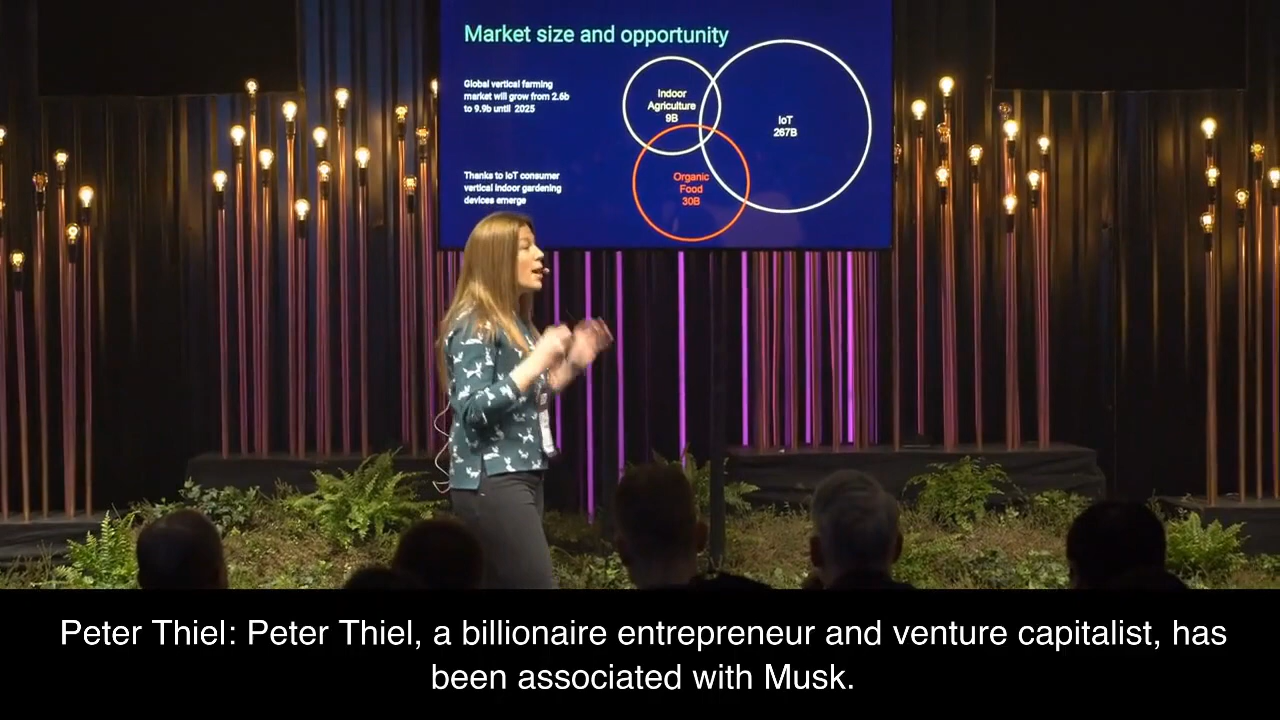 Market size and opportunity
Global vertical farming
market will grow from 2.6b
to 9.9b until 2025
Indoor
Agriculture
9B
IoT
267B
Thanks to IoT consumer
vertical indoor gardening
devices emerge
Organic
Food
30B
Peter Thiel: Peter Thiel, a billionaire entrepreneur and venture capitalist, has
been associated with Musk.